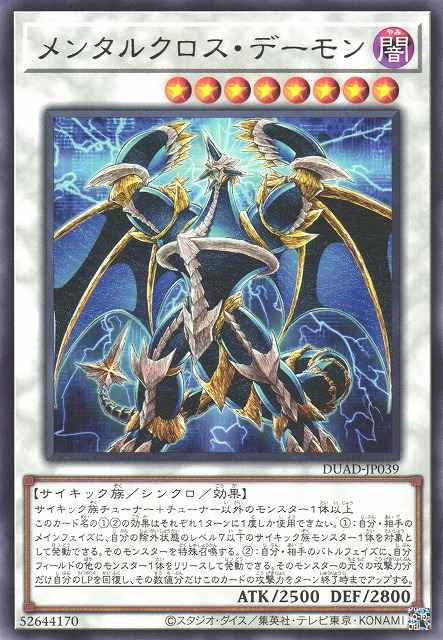 メンタルクロス・デーモン
闇
DUAD-JP039
【サイキック族／シンクロ／効果】
サイキック族チューナー＋チューナー以外のモンスター1体以上
このカード名の①②の効果はそれぞれ1ターンに1度しか使用できない。①：自分・相手
のメインフェイズに、自分の除外状態のレベル7以下のサイキック族モンスター1体を対象と
して発動できる。そのモンスターを特殊召喚する。②：自分・相手のバトルフェイズに、自分
フィールドの他のモンスター1体をリリースして発動できる。そのモンスターの元々の攻撃力分
だけ自分のLPを回復し、その数値分だけこのカードの攻撃力をターン終了時までアップする。
ATK/2500 DEF/2800
52644170 ©スタジオ・ダイス／集英社・テレビ東京・KONAMI